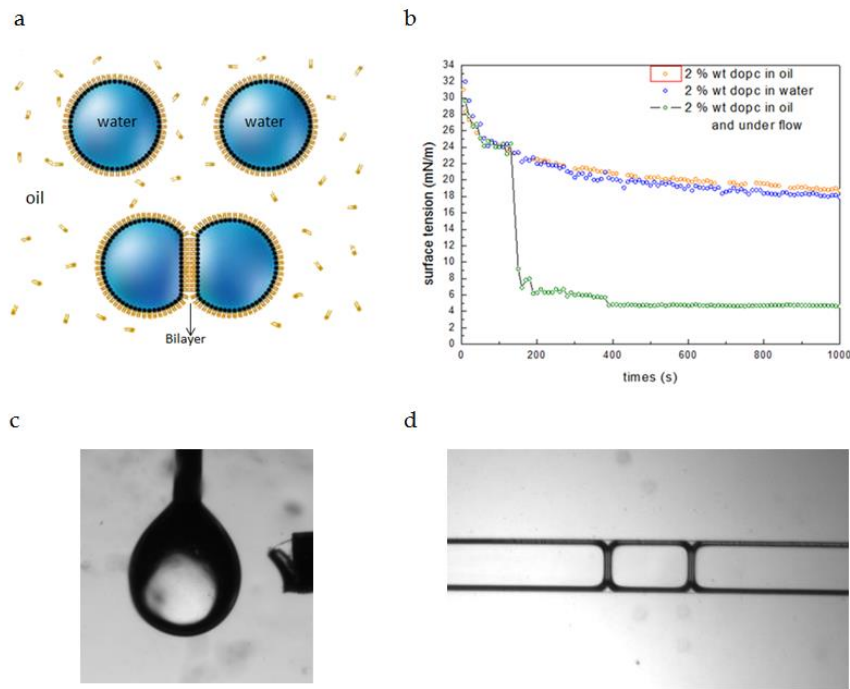 a
water
water
oil
Bilayer
b
surface tension (mN/m)
34
32
30
28
26
24
22
20
18
16
14
12
10
8
6
4
2
0
2 % wt dopc in oil
2 % wt dopc in water
2 % wt dopc in oil
and under flow
0 200 400 600 800 1000
times (s)
c
d